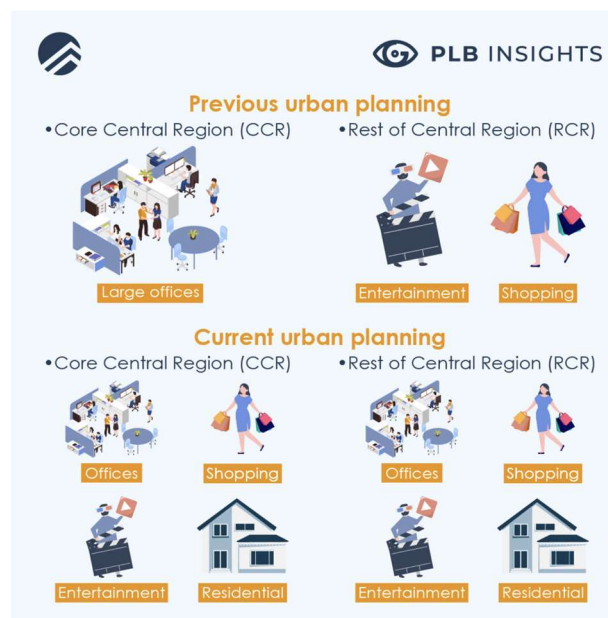 PLB INSIGHTS
Previous urban planning
•Core Central Region (CCR)
•Rest of Central Region (RCR)
Large offices
Entertainment
Shopping
Current urban planning
•Core Central Region (CCR)
•Rest of Central Region (RCR)
Offices
Shopping
Offices
Shopping
Entertainment
Residential
Entertainment
Residential